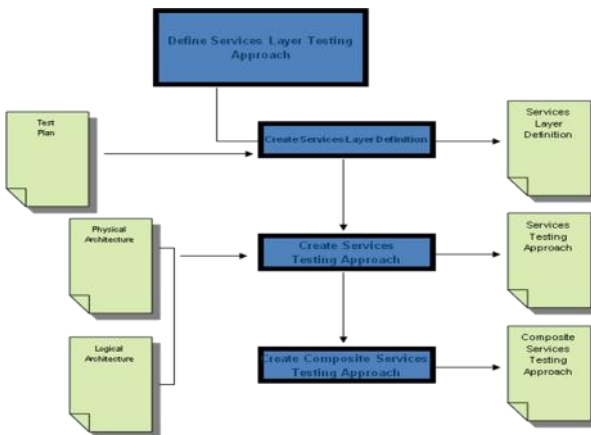 Define Services Layer Testing
Approach
Test
Plan
Create Services Layer Definition
Services
Layer
Definition
Physical
Architecture
Create Services
Testing Approach
Services
Testing
Approach
Logical
Architecture
Create Composite Services
Testing Approach
Composite
Services
Testing
Approach